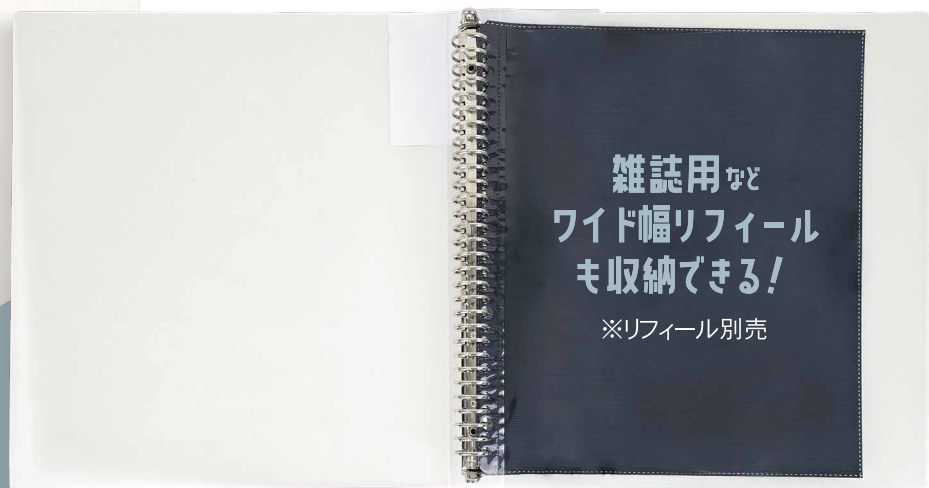 雑誌用など
ワイド幅リフィール
も収納できる！
※リフィール別売